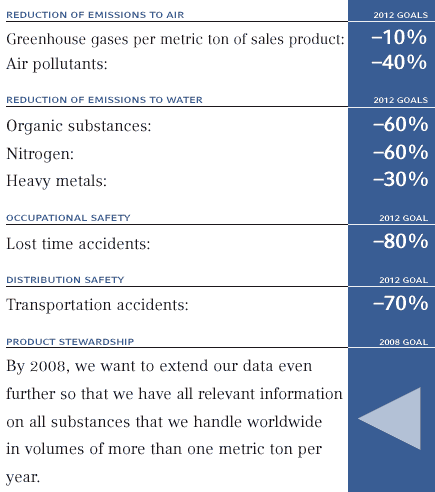 REDUCTION OF EMISSIONS TO AIR 2012 GOALS
Greenhouse gases per metric ton of sales product: –10%
Air pollutants: –40%
REDUCTION OF EMISSIONS TO WATER 2012 GOALS
Organic substances: –60%
Nitrogen: –60%
Heavy metals: –30%
OCCUPATIONAL SAFETY 2012 GOAL
Lost time accidents: –80%
DISTRIBUTION SAFETY 2012 GOAL
Transportation accidents: –70%
PRODUCT STEWARDSHIP 2008 GOAL
By 2008, we want to extend our data even
further so that we have all relevant information
on all substances that we handle worldwide
in volumes of more than one metric ton per
year.